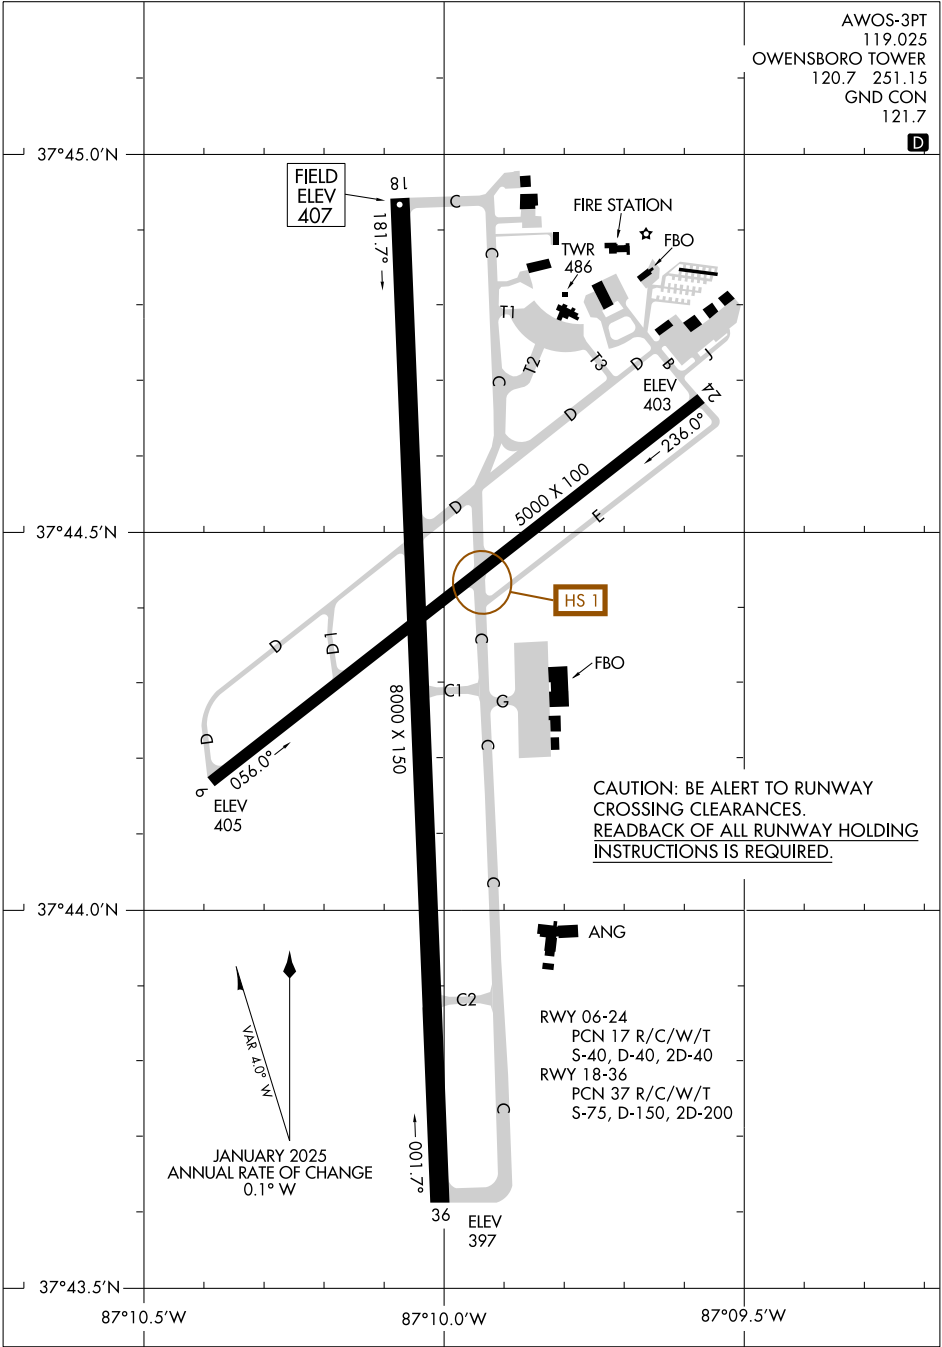 AWOS-3PT
119.025
OWENSBORO TOWER
120.7 251.15
GND CON
121.7
D
37°45.0'N
FIELD
ELEV
407
18
C
FIRE STATION
181.7°
C
TWR
486
FBO
T1
C
T2
T3
D
B
J
ELEV
403
24
D
236.0°
5000 X 100
D
E
37°44.5'N
HS 1
D
D1
C
FBO
C1
G
8000 X 150
D
C
056.0°
6
ELEV
405
CAUTION: BE ALERT TO RUNWAY
CROSSING CLEARANCES.
READBACK OF ALL RUNWAY HOLDING
INSTRUCTIONS IS REQUIRED.
C
37°44.0'N
ANG
C2
RWY 06-24
PCN 17 R/C/W/T
S-40, D-40, 2D-40
RWY 18-36
PCN 37 R/C/W/T
S-75, D-150, 2D-200
VAR 4.0° W
C
JANUARY 2025
ANNUAL RATE OF CHANGE
0.1° W
001.7°
36
ELEV
397
37°43.5'N
87°10.5'W
87°10.0'W
87°09.5'W